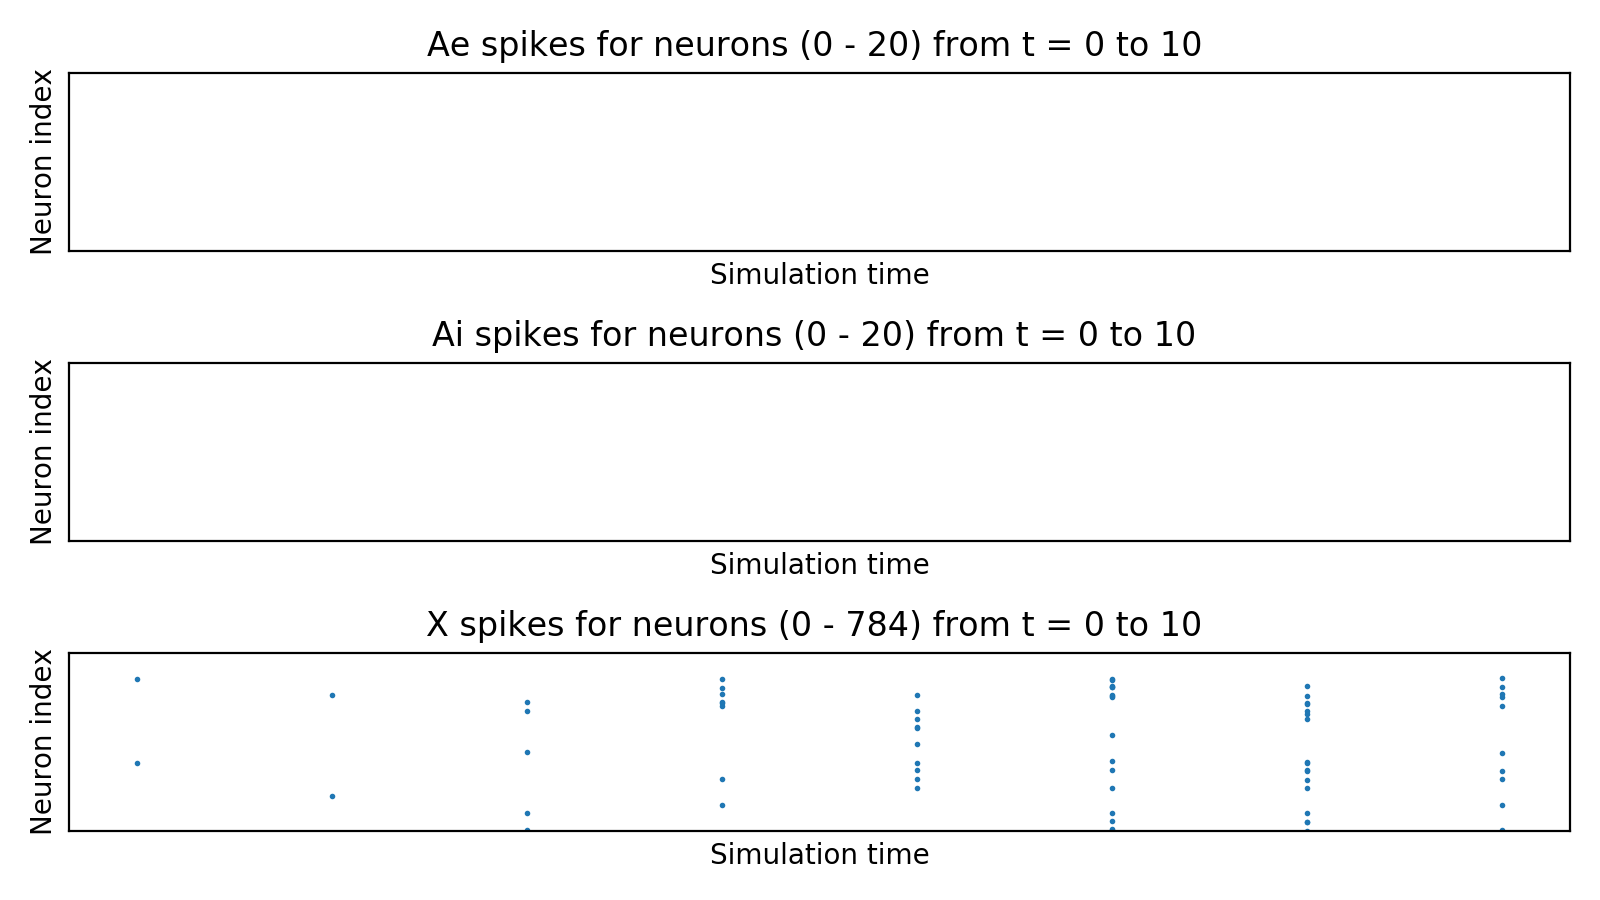 Ae spikes for neurons (0 - 20) from t = 0 to 10
Neuron index
Simulation time
Ai spikes for neurons (0 - 20) from t = 0 to 10
Neuron index
Simulation time
X spikes for neurons (0 - 784) from t = 0 to 10
Neuron index
Simulation time